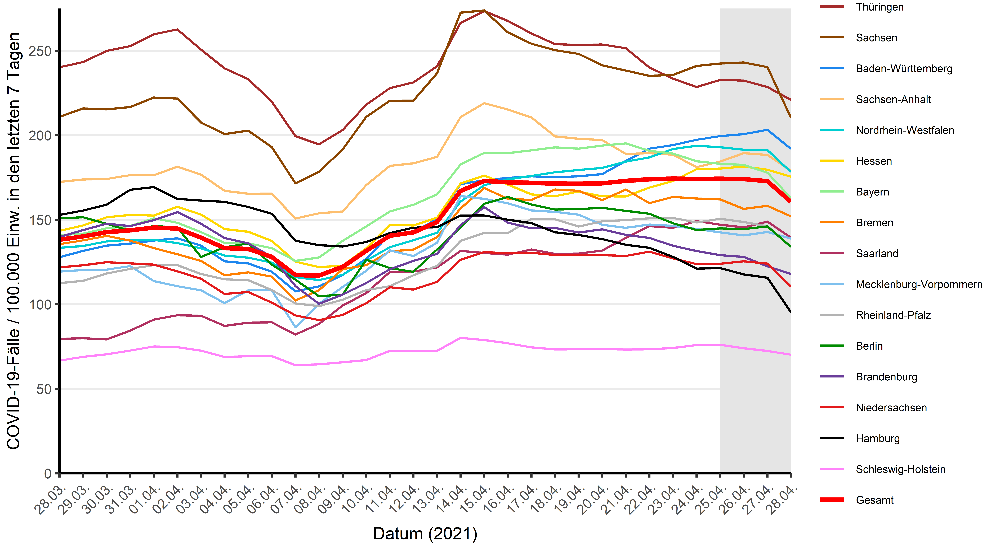 COVID-19-Fälle / 100.000 Einw. in den letzten 7 Tagen
250
200
150
100
50
0
28.03.
29.03.
30.03.
31.03.
01.04.
02.04.
03.04.
04.04.
05.04.
06.04.
07.04.
08.04.
09.04.
10.04.
11.04.
12.04.
13.04.
14.04.
15.04.
16.04.
17.04.
18.04.
19.04.
20.04.
21.04.
22.04.
23.04.
24.04.
25.04.
26.04.
27.04.
28.04.
Datum (2021)
Thüringen
Sachsen
Baden-Württemberg
Sachsen-Anhalt
Nordrhein-Westfalen
Hessen
Bayern
Bremen
Saarland
Mecklenburg-Vorpommern
Rheinland-Pfalz
Berlin
Brandenburg
Niedersachsen
Hamburg
Schleswig-Holstein
Gesamt